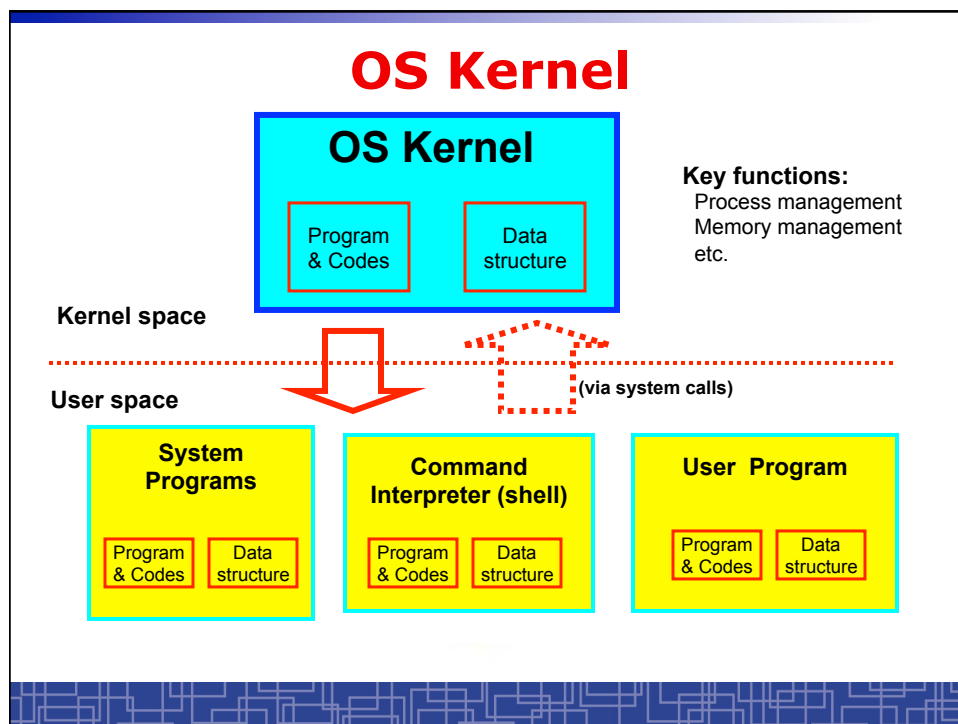 OS Kernel
OS Kernel
Program
& Codes
Data
structure
Key functions:
Process management
Memory management
etc.
Kernel space
User space
(via system calls)
System
Programs
Program
& Codes
Data
structure
Command
Interpreter (shell)
Program
& Codes
Data
structure
User Program
Program
& Codes
Data
structure